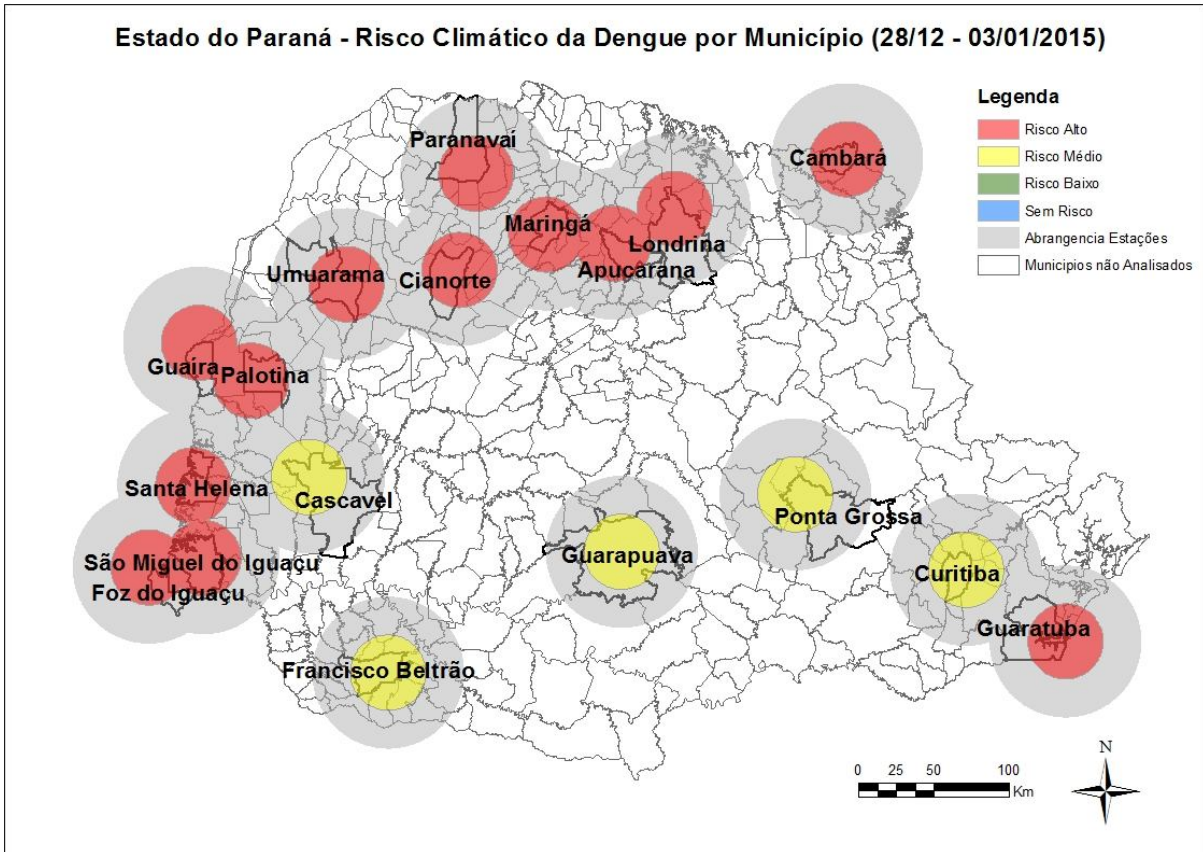 Estado do Paraná - Risco Climático da Dengue por Município (28/12 - 03/01/2015)
Legenda
Risco Alto
Risco Médio
Risco Baixo
Sem Risco
Abrangencia Estações
Municipios não Analisados
Paranavaí
Cambará
Maringá
Londrina
Apucarana
Umuarama
Cianorte
Guaíra
Palotina
Santa Helena
Cascavel
Ponta Grossa
São Miguel do Iguaçu
Guarapuava
Curitiba
Foz do Iguaçu
Guaratuba
Francisco Beltrão
0 25 50 100
Km
N